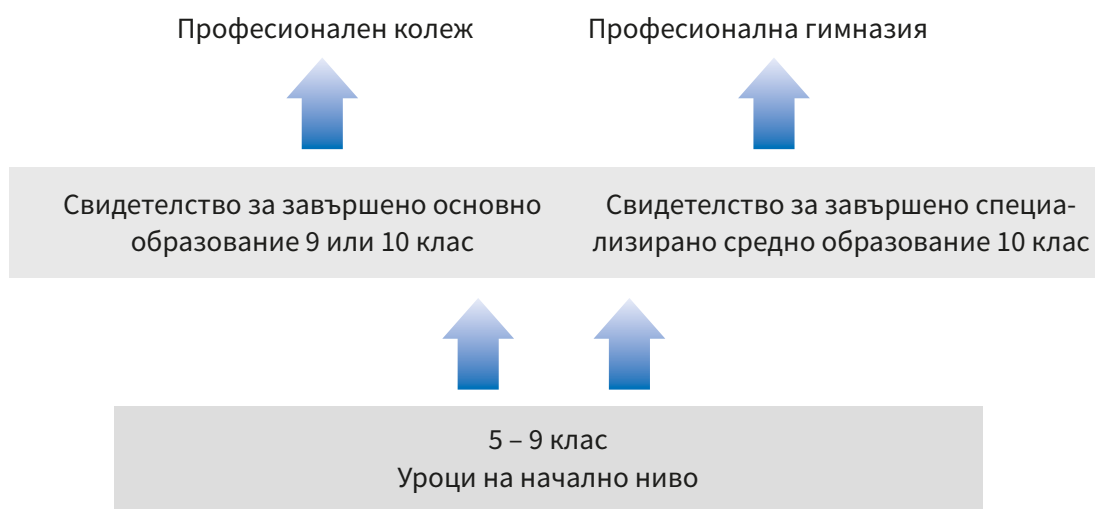 Професионален колеж
Професионална гимназия
Свидетелство за завършено основно
образование 9 или 10 клас
Свидетелство за завършено специа-
лизирано средно образование 10 клас
5 – 9 клас
Уроци на начално ниво